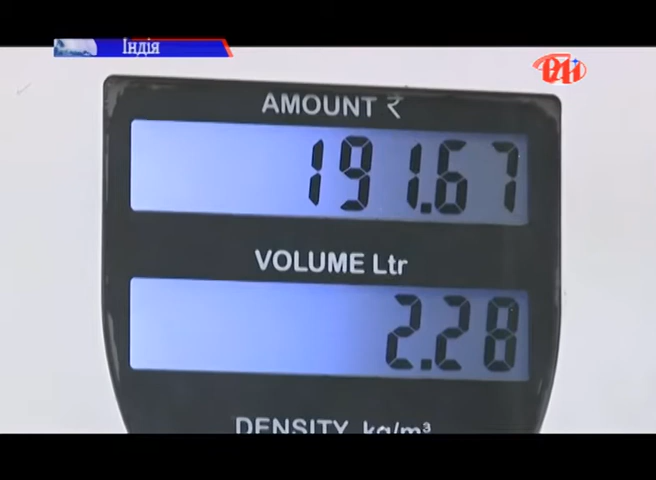 Індія
AMOUNT ₹
191.67
VOLUME Ltr
2.28
DENSITY kg/m³